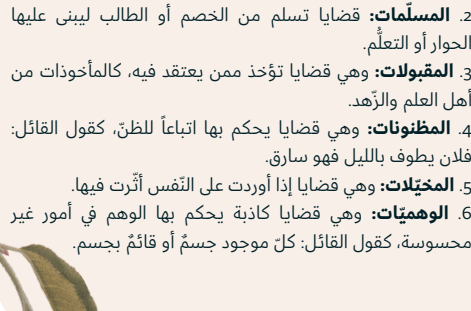 2. المسلّمات: قضايا تسلم من الخصم أو الطالب ليبنى عليها
الحوار أو التعلُّم.
3. المقبولات: وهي قضايا تؤخذ ممن يعتقد فيه، كالمأخوذات من
أهل العلم والزّهد.
4. المظنونات: وهي قضايا يحكم بها اتباعاً للظنّ، كقول القائل:
فلان يطوف بالليل فهو سارق.
5. المخيّلات: وهي قضايا إذا أوردت على النّفس أثّرت فيها.
6. الوهميّات: وهي قضايا كاذبة يحكم بها الوهم في أمور غير
محسوسة، كقول القائل: كلّ موجود جسمٌ أو قائمٌ بجسم.